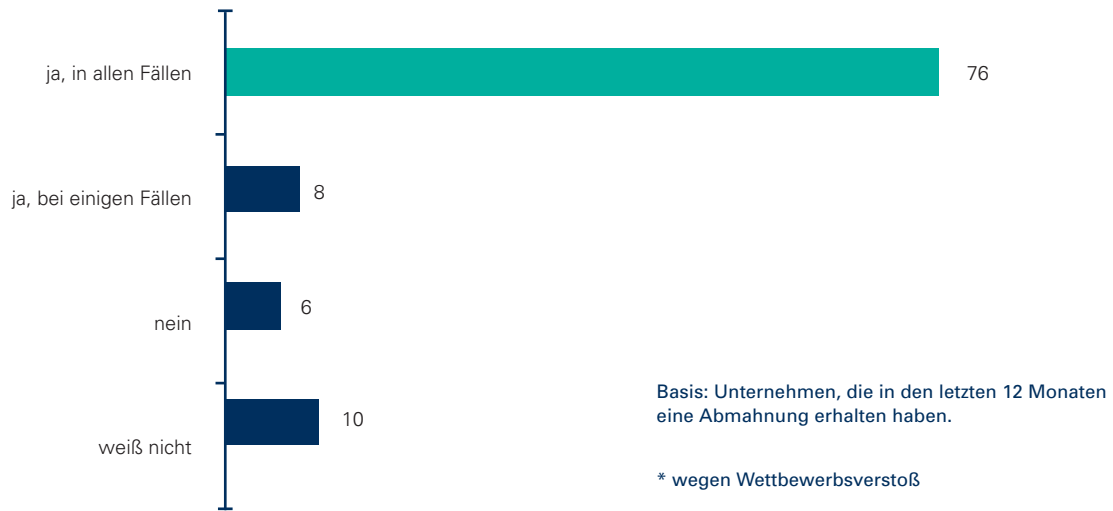 ja, in allen Fällen
76
ja, bei einigen Fällen
8
nein
6
weiß nicht
10
Basis: Unternehmen, die in den letzten 12 Monaten
eine Abmahnung erhalten haben.
* wegen Wettbewerbsverstoß